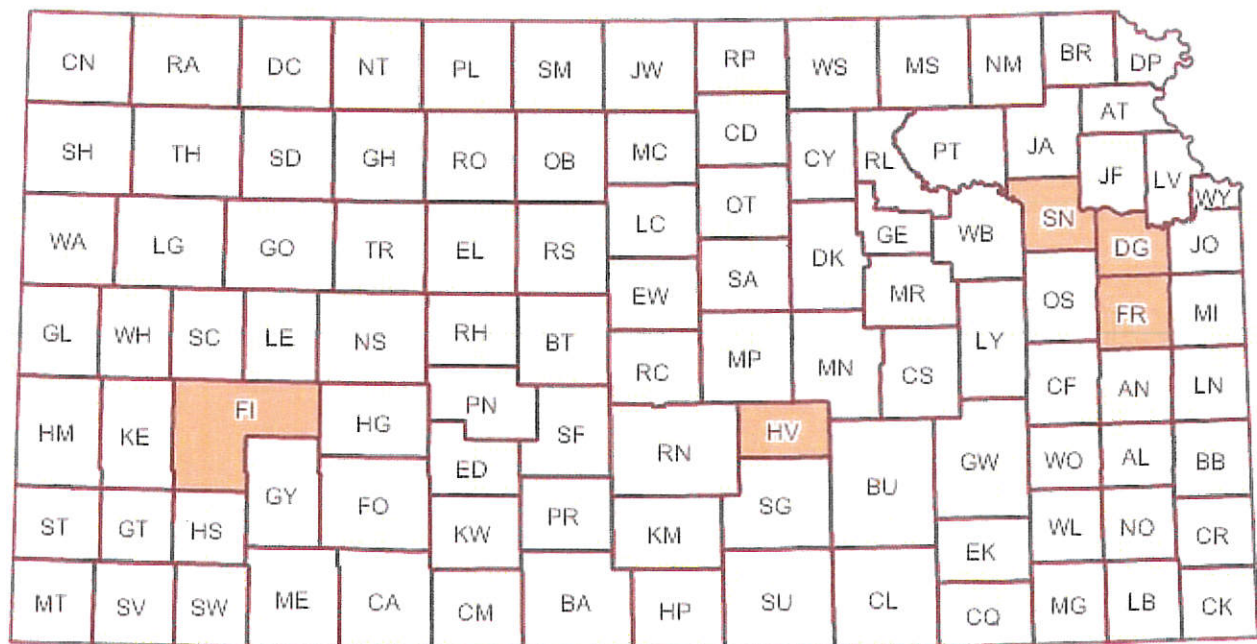 CN RA DC NT PL SM JW RP WS MS NM BR DP
SH TH SD GH RO OB MC CD CY RL PT JA AT
JF LV WY
WA LG GO TR EL RS LC OT DK GE WB SN DG JO
GL WH SC LE NS RH BT EW SA MR OS FR MI
HM KE FI HG PN SF RC MP MN CS LY CF AN LN
ED RN HV BU GW WO AL BB
ST GT HS GY FO KW PR KM SG EK WL NO CR
MT SV SW ME CA CM BA HP SU CL CQ MG LB CK